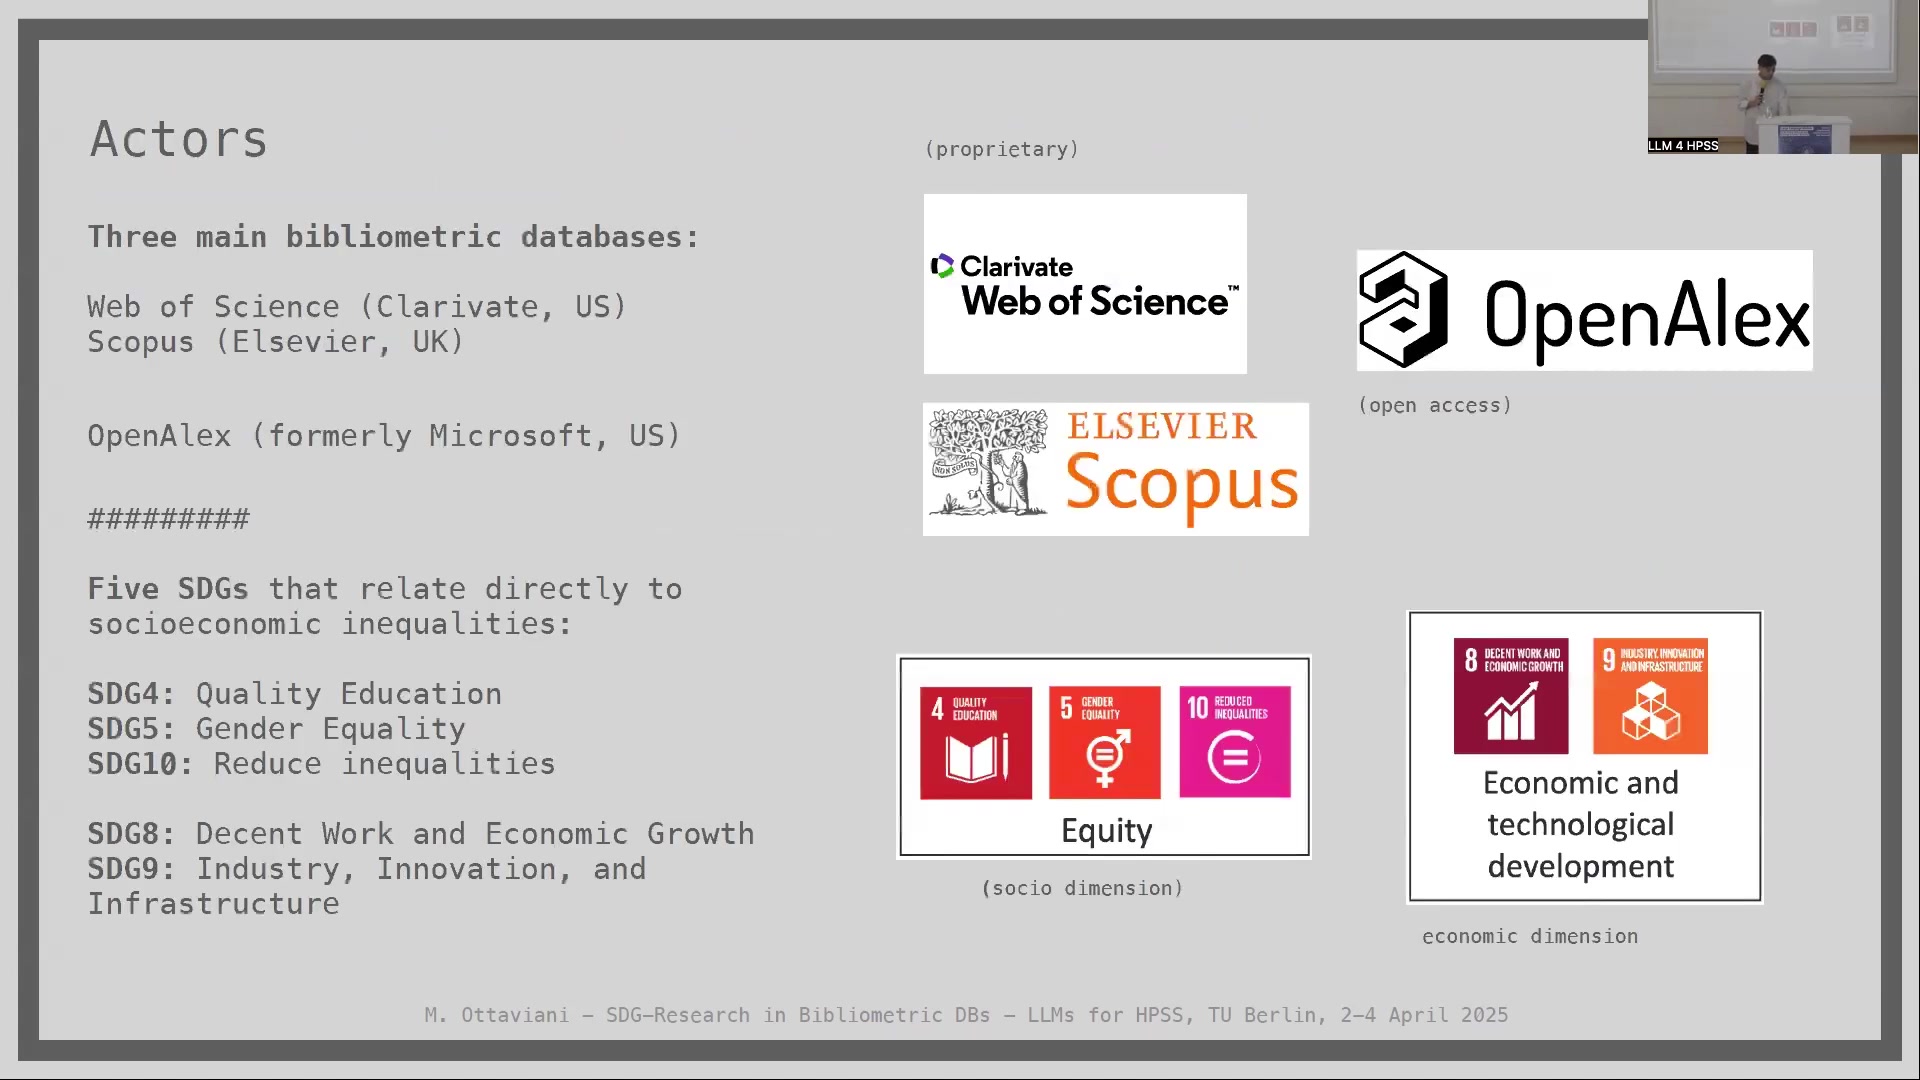 Actors
Three main bibliometric databases:
Web of Science (Clarivate, US)
Scopus (Elsevier, UK)
OpenAlex (formerly Microsoft, US)
#########
Five SDGs that relate directly to
socioeconomic inequalities:
SDG4: Quality Education
SDG5: Gender Equality
SDG10: Reduce inequalities
SDG8: Decent Work and Economic Growth
SDG9: Industry, Innovation, and
Infrastructure
(proprietary)
Clarivate
Web of Science™
OpenAlex
(open access)
NON SOLUS
ELSEVIER
Scopus
4 QUALITY
EDUCATION
5 GENDER
EQUALITY
10 REDUCED
INEQUALITIES
Equity
(socio dimension)
8 DECENT WORK AND
ECONOMIC GROWTH
9 INDUSTRY, INNOVATION
AND INFRASTRUCTURE
Economic and
technological
development
economic dimension
M. Ottaviani – SDG–Research in Bibliometric DBs – LLMs for HPSS, TU Berlin, 2–4 April 2025
LLM 4 HPSS